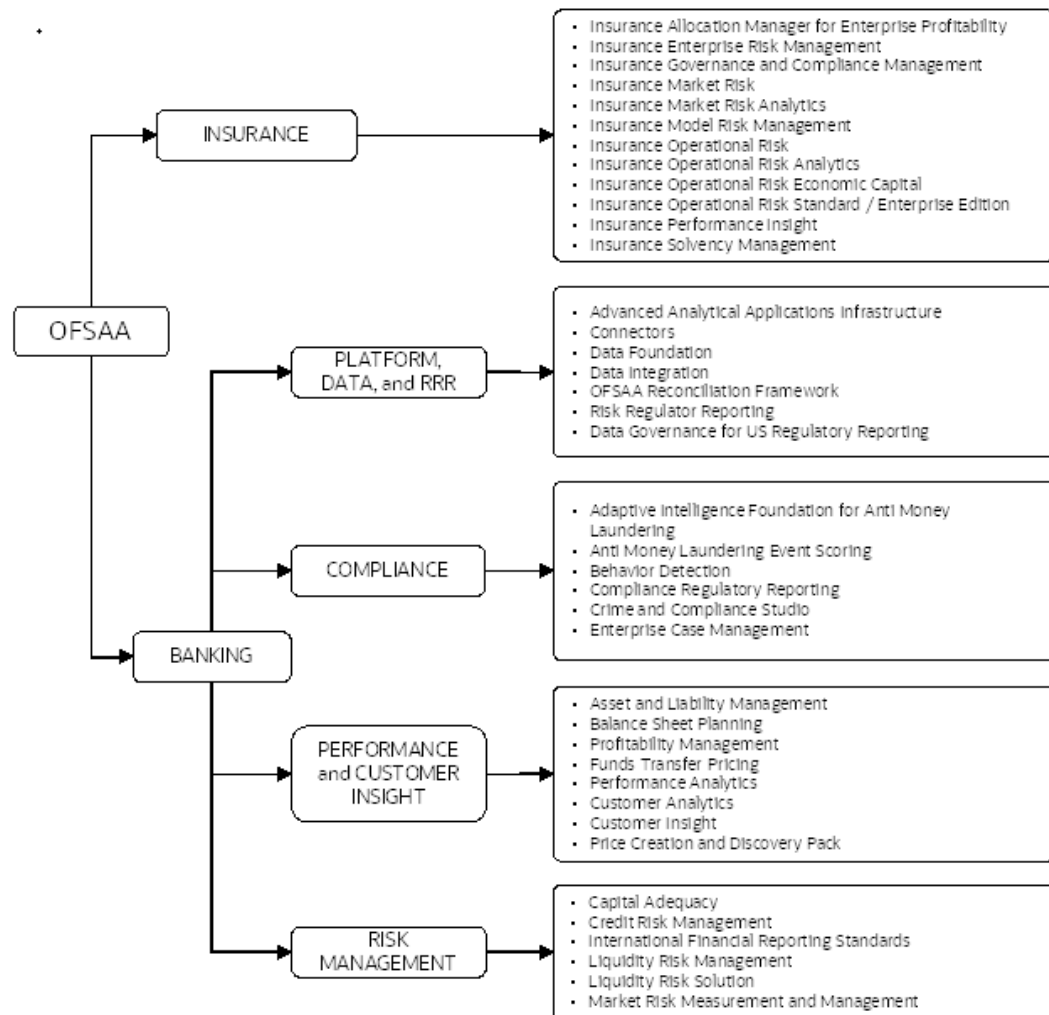 • Insurance Allocation Manager for Enterprise Profitability
• Insurance Enterprise Risk Management
• Insurance Governance and Compliance Management
• Insurance Market Risk
• Insurance Market Risk Analytics
• Insurance Model Risk Management
• Insurance Operational Risk
• Insurance Operational Risk Analytics
• Insurance Operational Risk Economic Capital
• Insurance Operational Risk Standard / Enterprise Edition
• Insurance Performance Insight
• Insurance Solvency Management
INSURANCE
OFSAA
PLATFORM,
DATA, and RRR
• Advanced Analytical Applications Infrastructure
• Connectors
• Data Foundation
• Data Integration
• OFSAA Reconciliation Framework
• Risk Regulator Reporting
• Data Governance for US Regulatory Reporting
COMPLIANCE
• Adaptive Intelligence Foundation for Anti Money
Laundering
• Anti Money Laundering Event Scoring
• Behavior Detection
• Compliance Regulatory Reporting
• Crime and Compliance Studio
• Enterprise Case Management
BANKING
PERFORMANCE
and CUSTOMER
INSIGHT
• Asset and Liability Management
• Balance Sheet Planning
• Profitability Management
• Funds Transfer Pricing
• Performance Analytics
• Customer Analytics
• Customer Insight
• Price Creation and Discovery Pack
RISK
MANAGEMENT
• Capital Adequacy
• Credit Risk Management
• International Financial Reporting Standards
• Liquidity Risk Management
• Liquidity Risk Solution
• Market Risk Measurement and Management